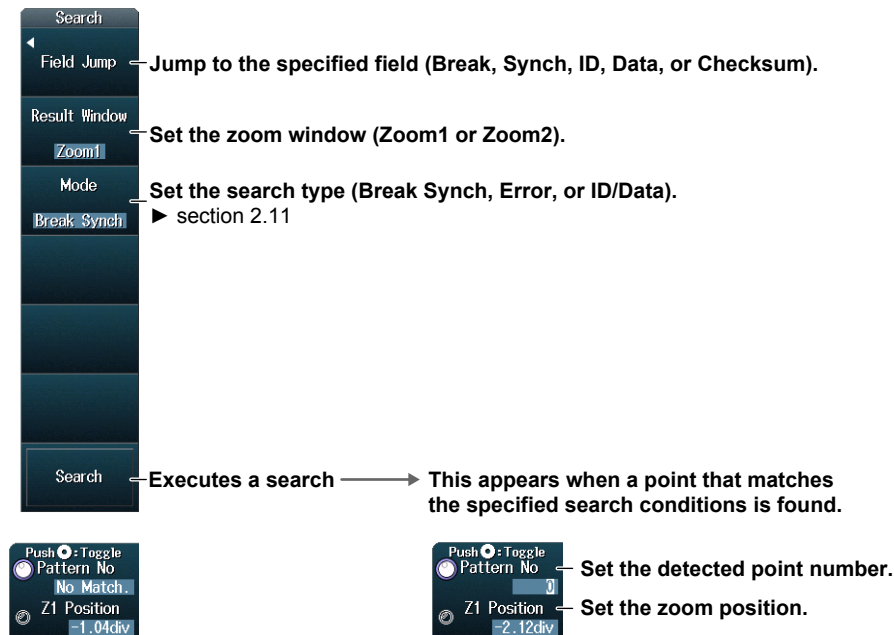 Search
Field Jump
Jump to the specified field (Break, Synch, ID, Data, or Checksum).
Result Window
Zoom1
Set the zoom window (Zoom1 or Zoom2).
Mode
Break Synch
Set the search type (Break Synch, Error, or ID/Data).
► section 2.11
Search
Executes a search
This appears when a point that matches
the specified search conditions is found.
Push :Toggle
Pattern No
No Match.
Z1 Position
-1.04div
Push :Toggle
Pattern No
0
Z1 Position
-2.12div
Set the detected point number.
Set the zoom position.